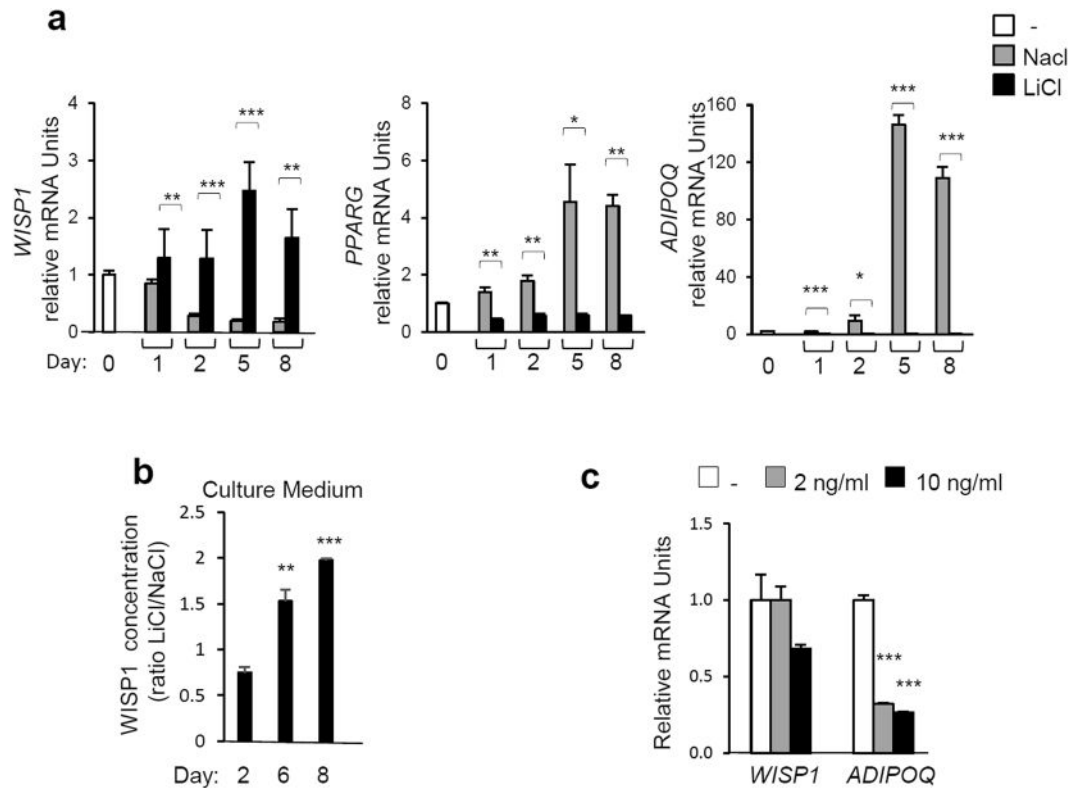 a
-
Nacl
LiCl
WISP1
relative mRNA Units
4
3
2
1
0
**
***
***
**
Day: 0 1 2 5 8
PPARG
relative mRNA Units
8
6
4
2
0
**
**
*
**
0 1 2 5 8
ADIPOQ
relative mRNA Units
160
120
80
40
0
***
*
***
***
0 1 2 5 8
b
Culture Medium
WISP1 concentration
(ratio LiCl/NaCl)
2.5
2
1.5
1
0.5
0
**
***
Day: 2 6 8
c
- 2 ng/ml 10 ng/ml
Relative mRNA Units
1.5
1.0
0.5
0.0
***
***
WISP1 ADIPOQ